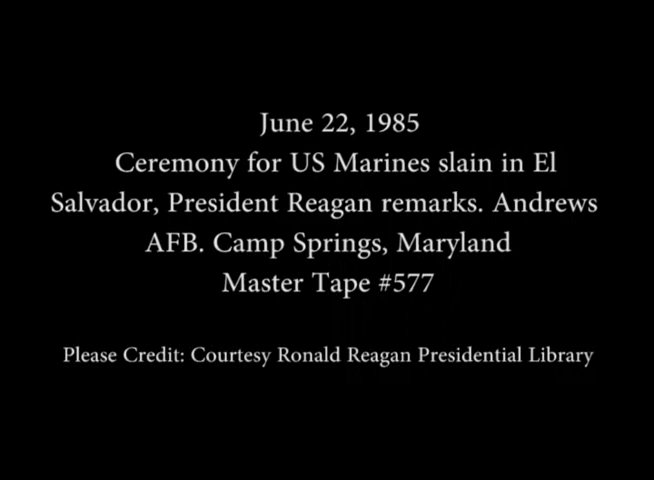 June 22, 1985
Ceremony for US Marines slain in El
Salvador, President Reagan remarks. Andrews
AFB. Camp Springs, Maryland
Master Tape #577
Please Credit: Courtesy Ronald Reagan Presidential Library